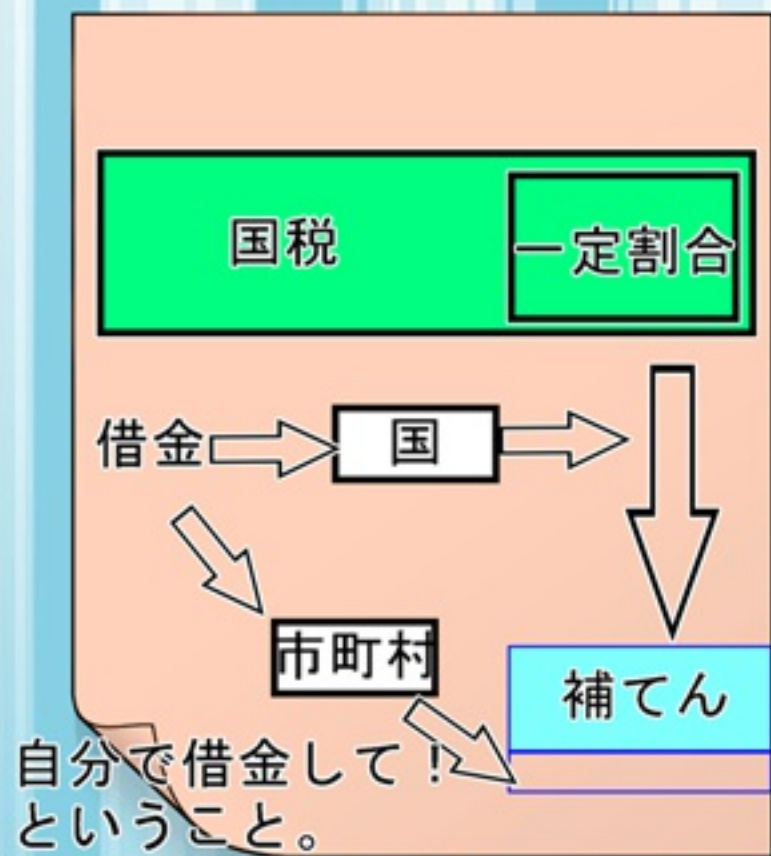 国税
一定割合
借金
国
市町村
補てん
自分で借金して！
ということ。